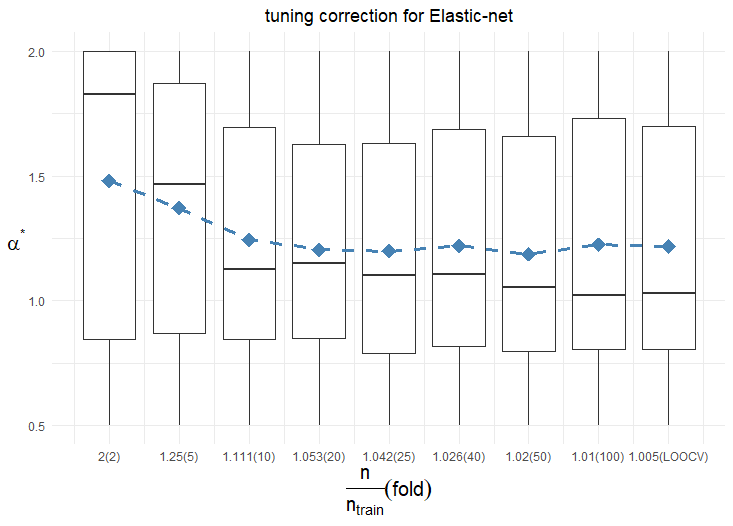 tuning correction for Elastic-net
2.0
1.5
α*
1.0
0.5
2(2) 1.25(5) 1.111(10) 1.053(20) 1.042(25) 1.026(40) 1.02(50) 1.01(100) 1.005(LOOCV)
n
(fold)
n_train